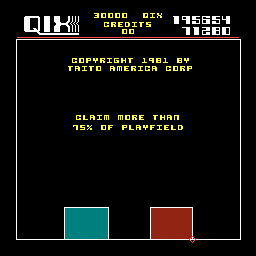 QIX
30000 QIX
CREDITS
00
195654
71280
COPYRIGHT 1981 BY
TAITO AMERICA CORP
CLAIM MORE THAN
75% OF PLAYFIELD